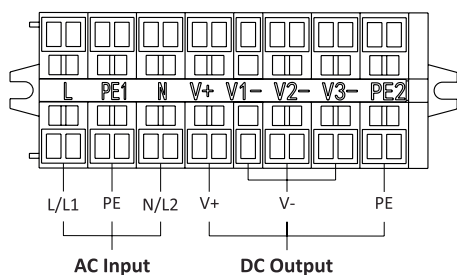 L PE1 N V+ V1- V2- V3- PE2
L/L1 PE N/L2 V+ V- PE
AC Input DC Output